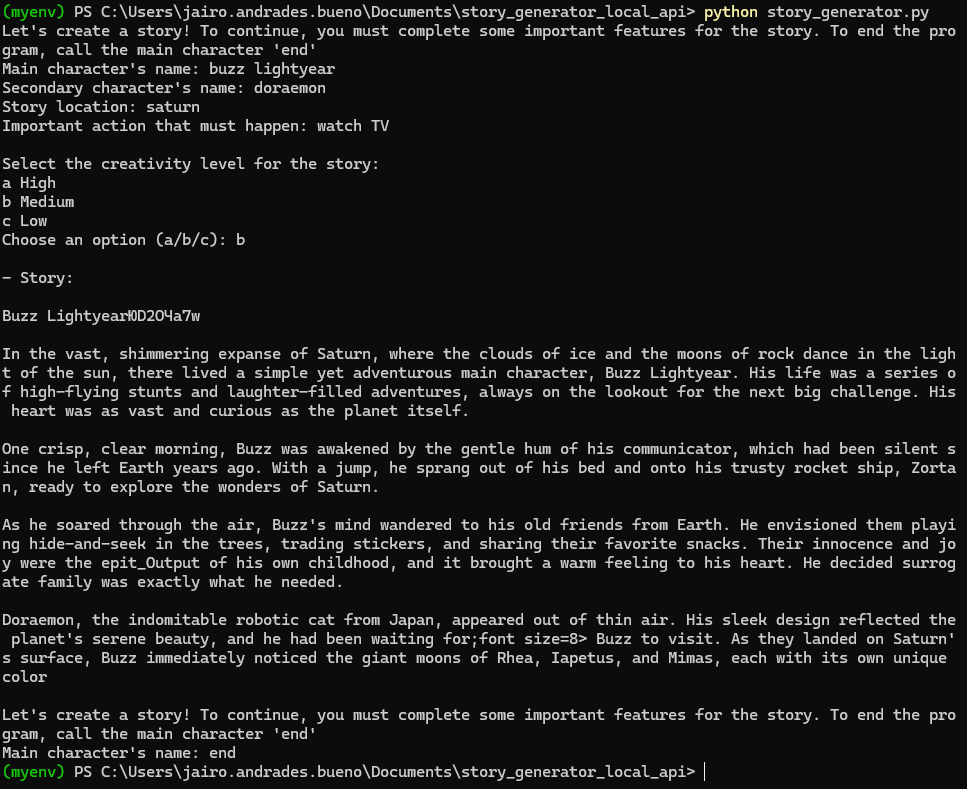 (myenv) PS C:\Users\jairo.andrades.bueno\Documents\story_generator_local_api> python story_generator.py
Let's create a story! To continue, you must complete some important features for the story. To end the pro
gram, call the main character 'end'
Main character's name: buzz lightyear
Secondary character's name: doraemon
Story location: saturn
Important action that must happen: watch TV
Select the creativity level for the story:
a High
b Medium
c Low
Choose an option (a/b/c): b
- Story:
Buzz
In the vast, shimmering expanse of Saturn, where the clouds of ice and the moons of rock dance in the ligh
t of the sun, there lived a simple yet adventurous main character, Buzz Lightyear. His life was a series o
f high-flying stunts and laughter-filled adventures, always on the lookout for the next big challenge. His
 heart was as vast and curious as the planet itself.
One crisp, clear morning, Buzz was awakened by the gentle hum of his communicator, which had been silent s
ince he left Earth years ago. With a jump, he sprang out of his bed and onto his trusty rocket ship, Zorta
n, ready to explore the wonders of Saturn.
As he soared through the air, Buzz's mind wandered to his old friends from Earth. He envisioned them playi
ng hide-and-seek in the trees, trading stickers, and sharing their favorite snacks. Their innocence and jo
y were the epit_Output of his own childhood, and it brought a warm feeling to his heart. He decided surrog
ate family was exactly what he needed.
Doraemon, the indomitable robotic cat from Japan, appeared out of thin air. His sleek design reflected the
 planet's serene beauty, and he had been waiting for;font size=8> Buzz to visit. As they landed on Saturn'
s surface, Buzz immediately noticed the giant moons of Rhea, Iapetus, and Mimas, each with its own unique
color
Let's create a story! To continue, you must complete some important features for the story. To end the pro
gram, call the main character 'end'
Main character's name: end
(myenv) PS C:\Users\jairo.andrades.bueno\Documents\story_generator_local_api>